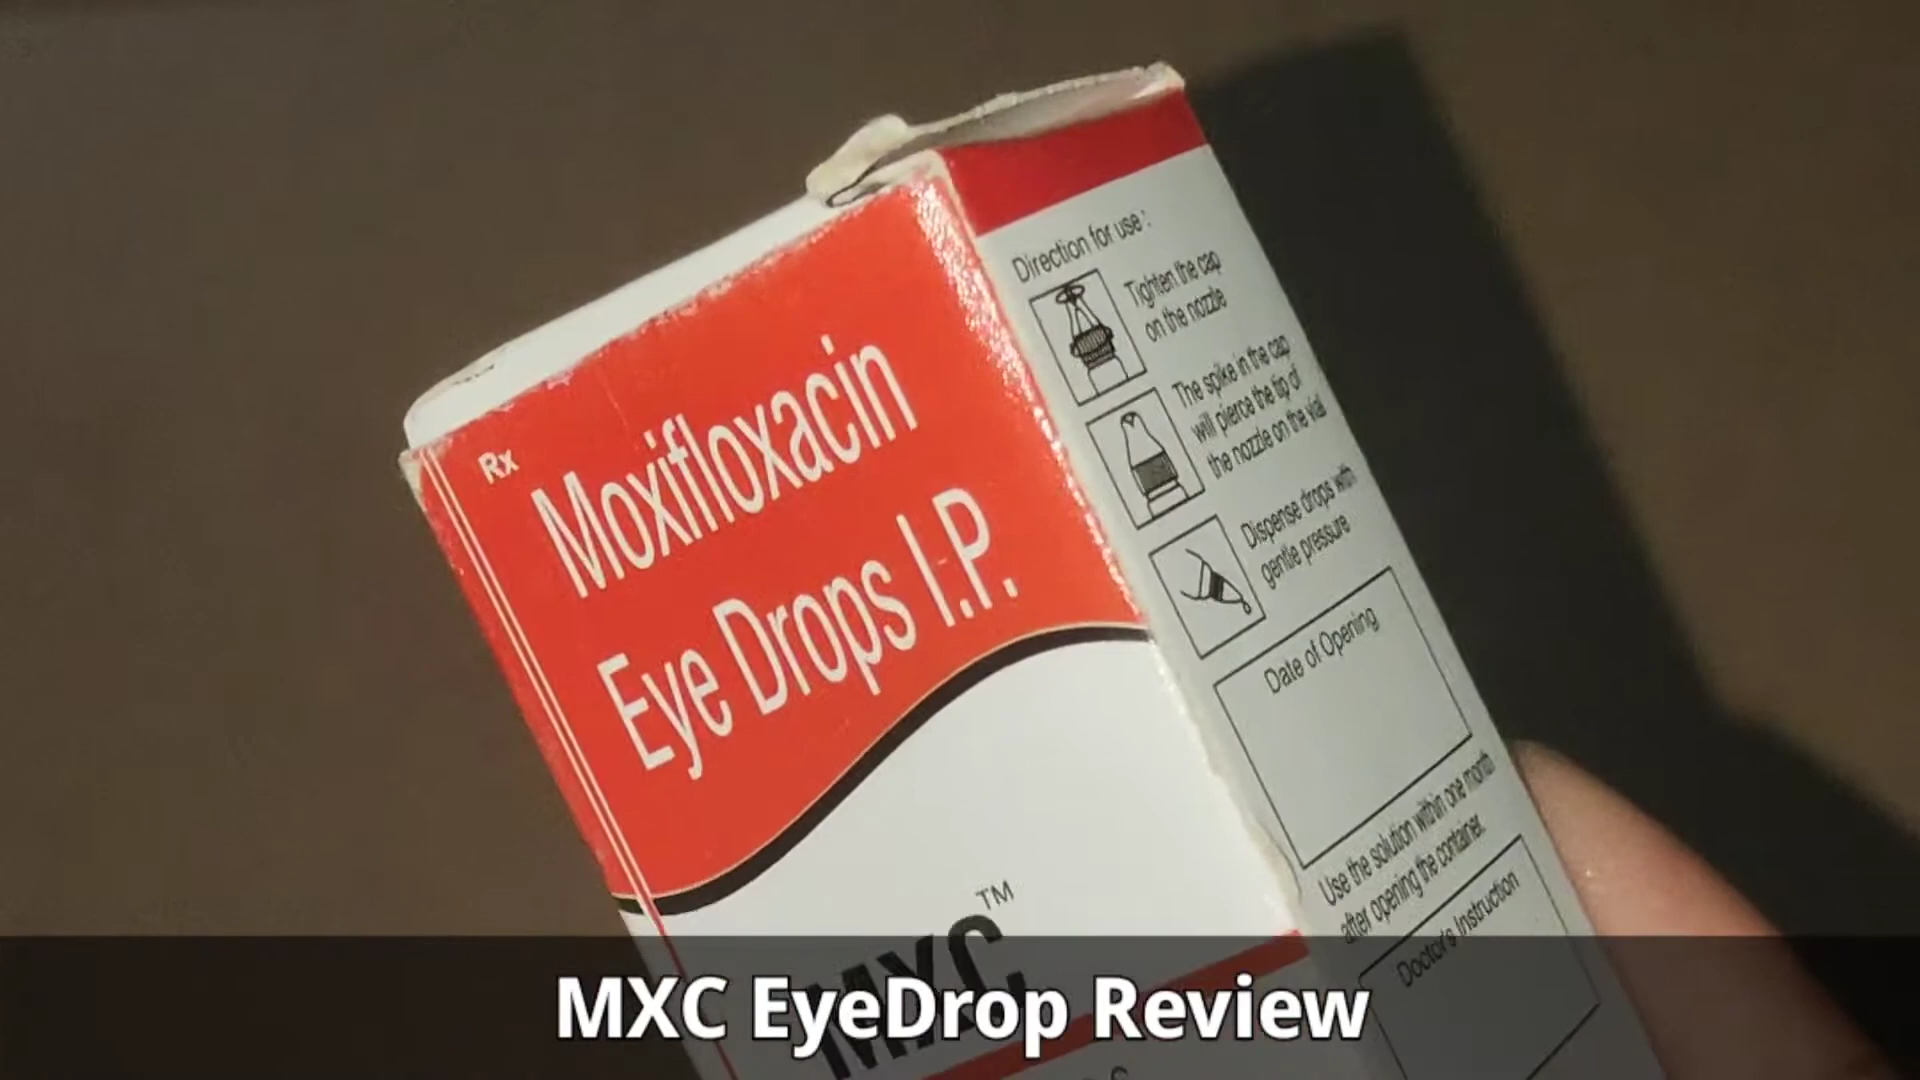 Rx
Moxifloxacin
Eye Drops I.P.
MXC
TM
Direction for use :
Tighten the cap
on the nozzle
The spike in the cap
will pierce the tip of
the nozzle on the vial
Dispense drops with
gentle pressure
Date of Opening
Use the solution within one month
after opening the container.
Doctor's Instruction
MXC EyeDrop Review